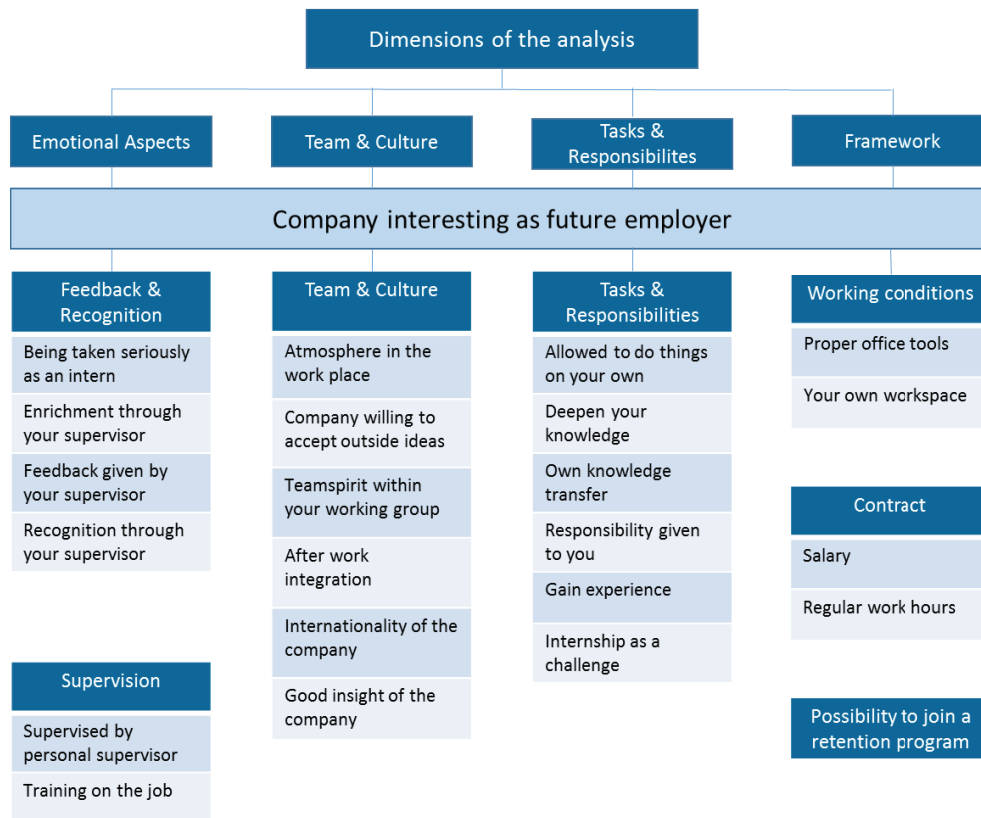 Dimensions of the analysis
Emotional Aspects
Team & Culture
Tasks &
Responsibilites
Framework
Company interesting as future employer
Feedback &
Recognition
Being taken seriously
as an intern
Enrichment through
your supervisor
Feedback given by
your supervisor
Recognition through
your supervisor
Supervision
Supervised by
personal supervisor
Training on the job
Team & Culture
Atmosphere in the
work place
Company willing to
accept outside ideas
Teamspirit within
your working group
After work
integration
Internationality of the
company
Good insight of the
company
Tasks &
Responsibilities
Allowed to do things
on your own
Deepen your
knowledge
Own knowledge
transfer
Responsibility given
to you
Gain experience
Internship as a
challenge
Working conditions
Proper office tools
Your own workspace
Contract
Salary
Regular work hours
Possibility to join a
retention program